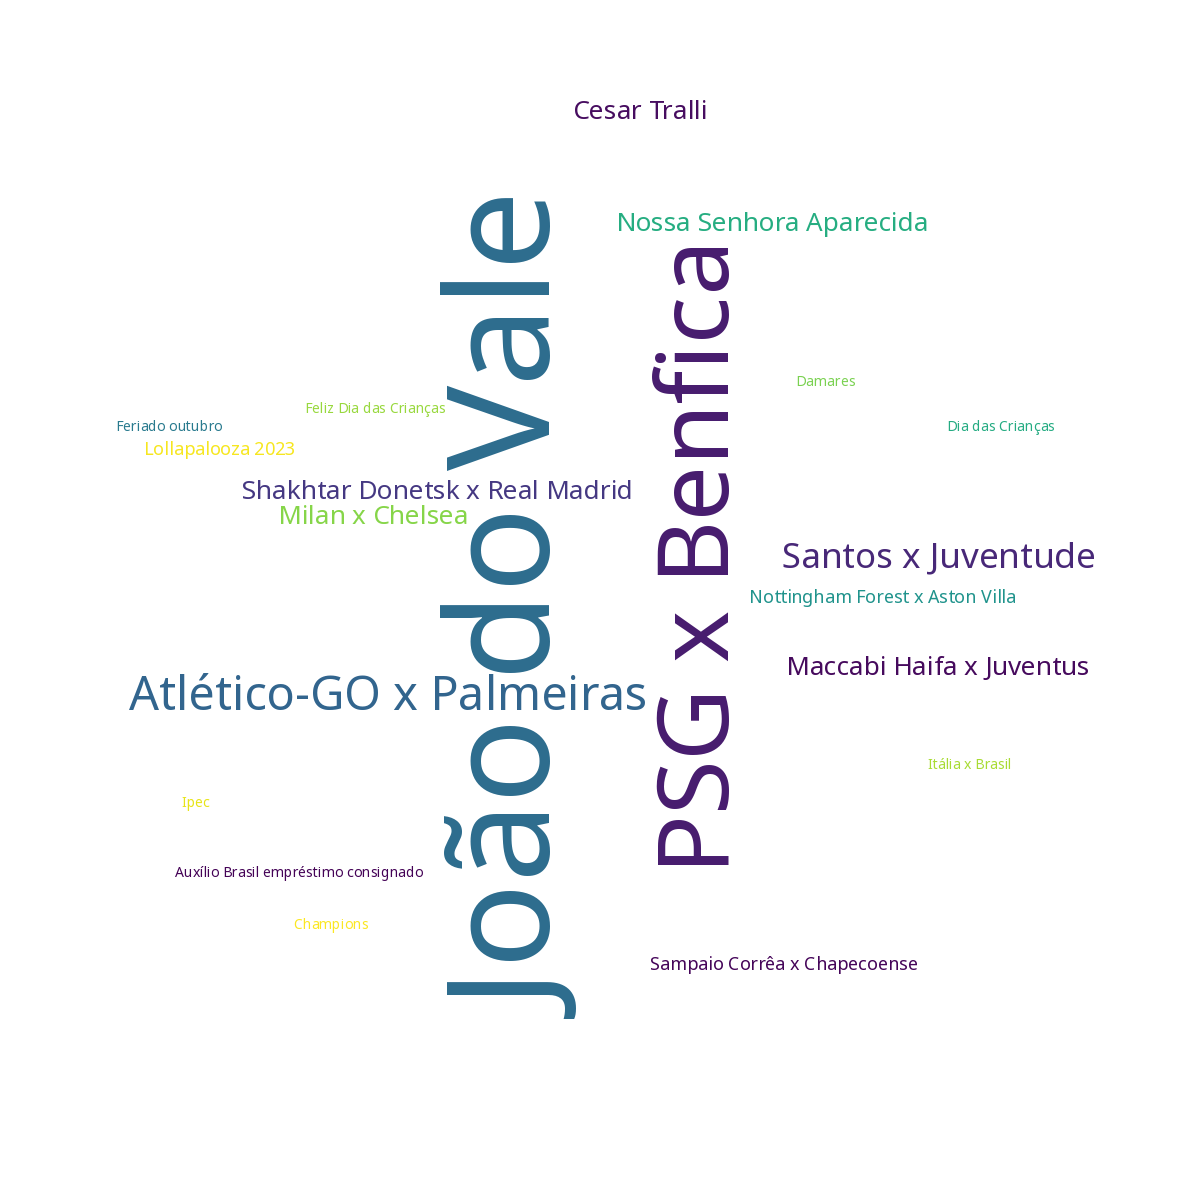 Cesar Tralli
Nossa Senhora Aparecida
João do Vale
PSG x Benfica
Damares
Feliz Dia das Crianças
Feriado outubro
Dia das Crianças
Lollapalooza 2023
Shakhtar Donetsk x Real Madrid
Milan x Chelsea
Santos x Juventude
Nottingham Forest x Aston Villa
Maccabi Haifa x Juventus
Atlético-GO x Palmeiras
Itália x Brasil
Ipec
Auxílio Brasil empréstimo consignado
Champions
Sampaio Corrêa x Chapecoense